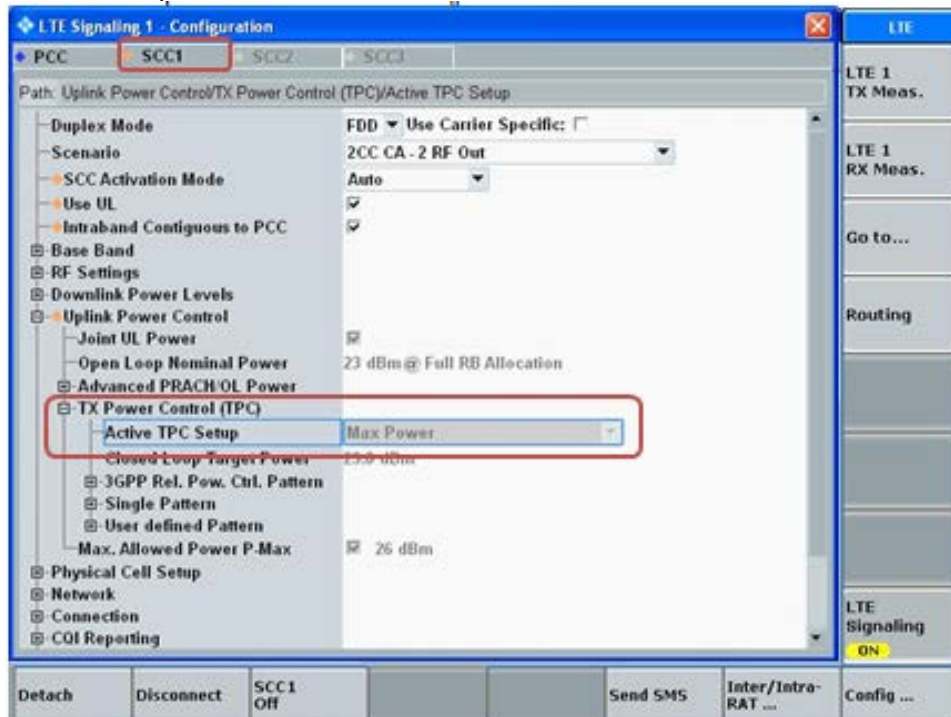 LTE Signaling 1 - Configuration
LTE
PCC SCC1 SCC2 SCC3
Path: Uplink Power Control/TX Power Control (TPC)/Active TPC Setup
Duplex Mode FDD Use Carrier Specific:
Scenario 2CC CA - 2 RF Out
SCC Activation Mode Auto
Use UL
Intraband Contiguous to PCC
Base Band
RF Settings
Downlink Power Levels
Uplink Power Control
Joint UL Power
Open Loop Nominal Power 23 dBm @ Full RB Allocation
Advanced PRACH/OL Power
TX Power Control (TPC)
Active TPC Setup Max Power
Closed Loop Target Power dBm
3GPP Rel. Pow. Ctrl. Pattern
Single Pattern
User defined Pattern
Max. Allowed Power P-Max 26 dBm
Physical Cell Setup
Network
Connection
CQI Reporting
LTE 1
TX Meas.
LTE 1
RX Meas.
Go to...
Routing
LTE
Signaling
ON
Detach Disconnect SCC1 Off Send SMS Inter/Intra-RAT ... Config ...